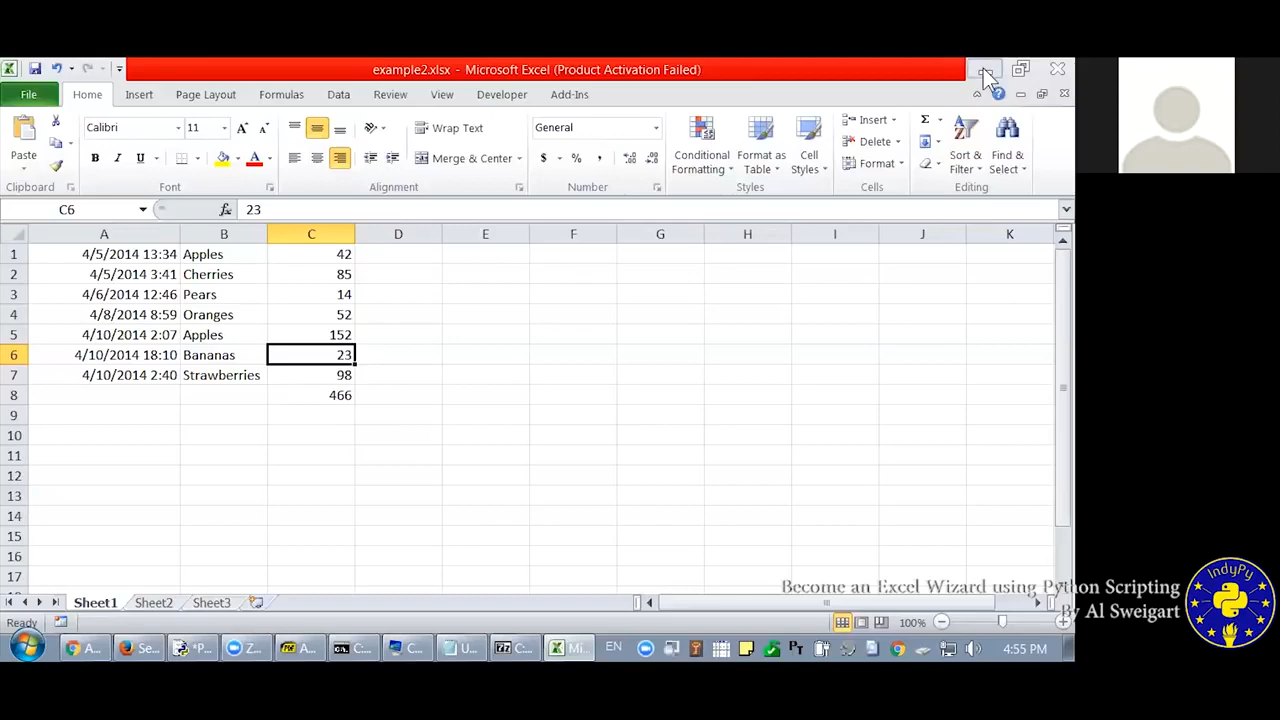 example2.xlsx - Microsoft Excel (Product Activation Failed)
File Home Insert Page Layout Formulas Data Review View Developer Add-Ins
Paste
Calibri 11
B I U
Wrap Text
Merge & Center
General
$ % ,
Conditional Formatting
Format as Table
Cell Styles
Insert
Delete
Format
Σ
Sort & Filter
Find & Select
Clipboard Font Alignment Number Styles Cells Editing
C6 fx 23
A B C D E F G H I J K
1 4/5/2014 13:34 Apples 42
2 4/5/2014 3:41 Cherries 85
3 4/6/2014 12:46 Pears 14
4 4/8/2014 8:59 Oranges 52
5 4/10/2014 2:07 Apples 152
6 4/10/2014 18:10 Bananas 23
7 4/10/2014 2:40 Strawberries 98
8 466
9
10
11
12
13
14
15
16
17
Become an Excel Wizard using Python Scripting
By Al Sweigart
IndyPy
Sheet1 Sheet2 Sheet3
Ready 100%
A... Se... *P... Z... A... C:... C... U... C:... Mi... EN 4:55 PM